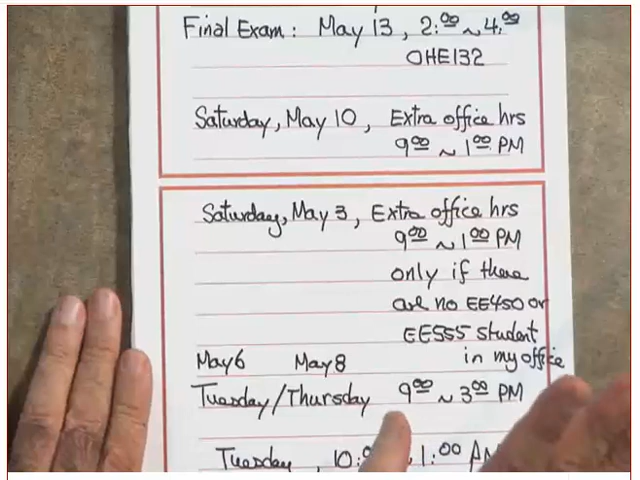 Final Exam: May 13, 2:00 ~ 4:00
OHE132
Saturday, May 10, Extra office hrs
9:00 ~ 1:00 PM
Saturday, May 3, Extra office hrs
9:00 ~ 1:00 PM
only if there
are no EE450 or
EE555 student
in my office
May 6 May 8
Tuesday/Thursday 9:00 ~ 3:00 PM
Tuesday, 1:00